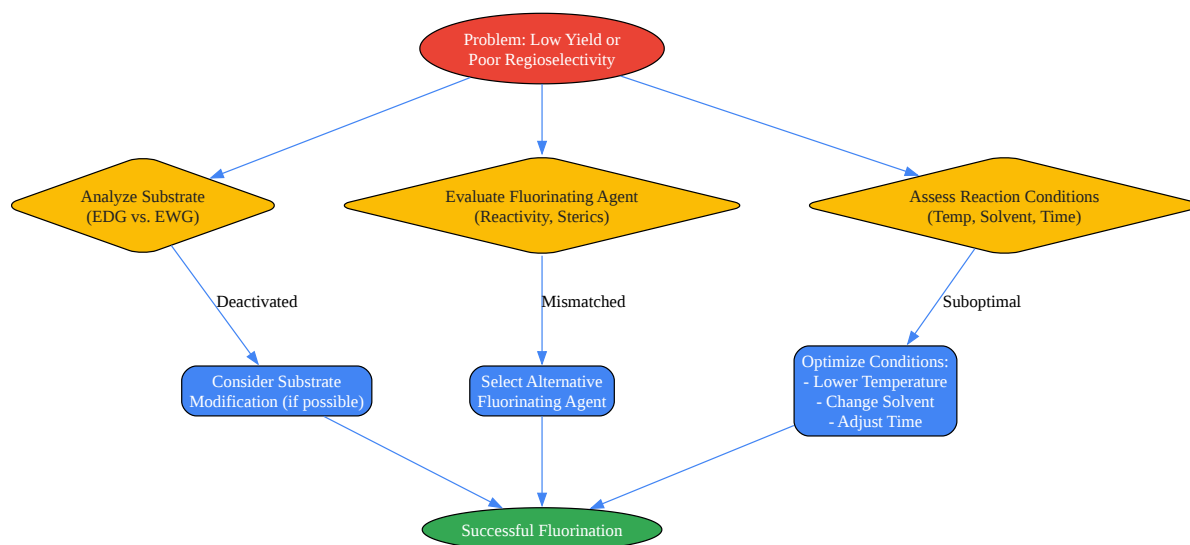 Problem: Low Yield or
Poor Regioselectivity
Analyze Substrate
(EDG vs. EWG)
Evaluate Fluorinating Agent
(Reactivity, Sterics)
Assess Reaction Conditions
(Temp, Solvent, Time)
Deactivated
Mismatched
Suboptimal
Consider Substrate
Modification (if possible)
Select Alternative
Fluorinating Agent
Optimize Conditions:
- Lower Temperature
- Change Solvent
- Adjust Time
Successful Fluorination